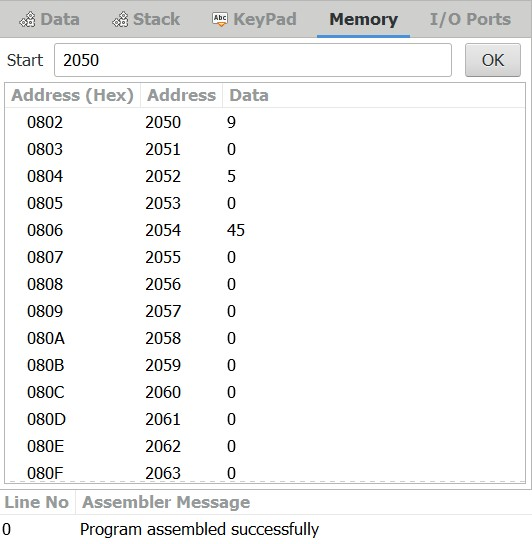 Data Stack Abc KeyPad Memory I/O Ports
Start 2050 OK
Address (Hex) Address Data
0802 2050 9
0803 2051 0
0804 2052 5
0805 2053 0
0806 2054 45
0807 2055 0
0808 2056 0
0809 2057 0
080A 2058 0
080B 2059 0
080C 2060 0
080D 2061 0
080E 2062 0
080F 2063 0
Line No Assembler Message
0 Program assembled successfully